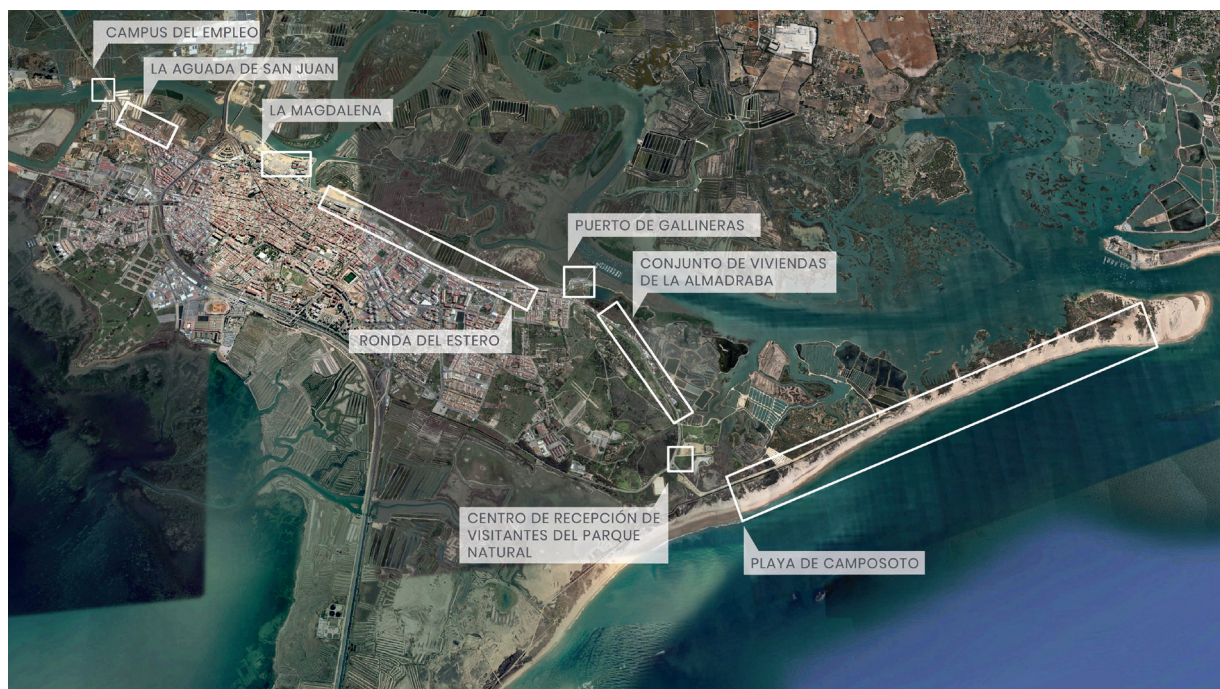 CAMPUS DEL EMPLEO
LA AGUADA DE SAN JUAN
LA MAGDALENA
PUERTO DE GALLINERAS
CONJUNTO DE VIVIENDAS
DE LA ALMADRABA
RONDA DEL ESTERO
CENTRO DE RECEPCIÓN DE
VISITANTES DEL PARQUE
NATURAL
PLAYA DE CAMPOSOTO